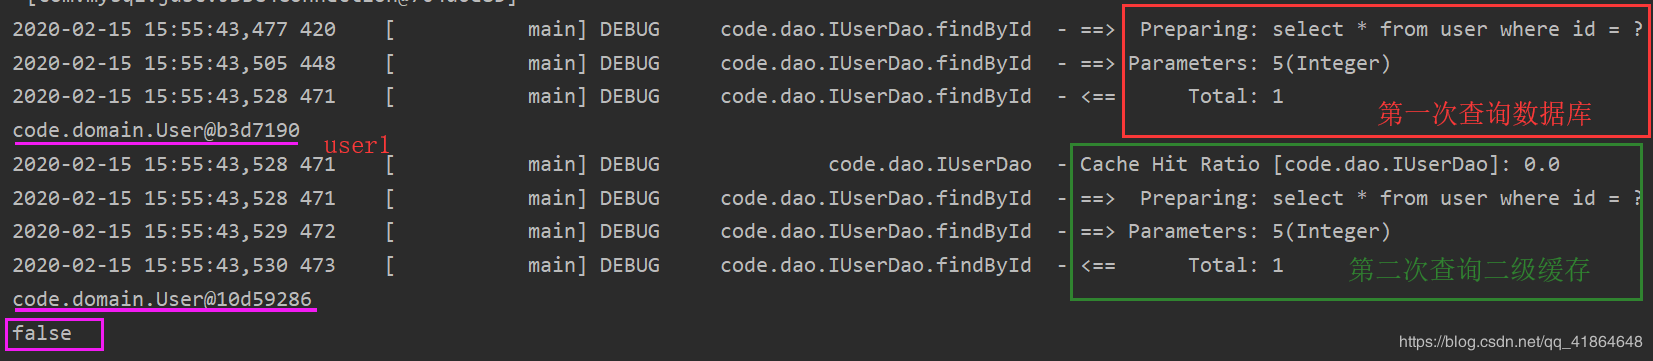 2020-02-15 15:55:43,477 420    [           main] DEBUG     code.dao.IUserDao.findById  - ==>  Preparing: select * from user where id = ?
2020-02-15 15:55:43,505 448    [           main] DEBUG     code.dao.IUserDao.findById  - ==> Parameters: 5(Integer)
2020-02-15 15:55:43,528 471    [           main] DEBUG     code.dao.IUserDao.findById  - <==      Total: 1
第一次查询数据库
code.domain.User@b3d7190
user1
2020-02-15 15:55:43,528 471    [           main] DEBUG              code.dao.IUserDao  - Cache Hit Ratio [code.dao.IUserDao]: 0.0
2020-02-15 15:55:43,528 471    [           main] DEBUG     code.dao.IUserDao.findById  - ==>  Preparing: select * from user where id = ?
2020-02-15 15:55:43,529 472    [           main] DEBUG     code.dao.IUserDao.findById  - ==> Parameters: 5(Integer)
2020-02-15 15:55:43,530 473    [           main] DEBUG     code.dao.IUserDao.findById  - <==      Total: 1
第二次查询二级缓存
code.domain.User@10d59286
false
https://blog.csdn.net/qq_41864648